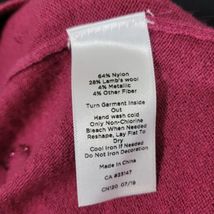 64% Nylon
28% Lamb's wool
4% Metallic
4% Other Fiber
Turn Garment Inside
Out
Hand wash cold
Only Non-Chlorine
Bleach When Needed
Reshape, Lay Flat To
Dry
Cool Iron If Needed
Do Not Iron Decoration
Made in China
CA #33147
CN120 07/19